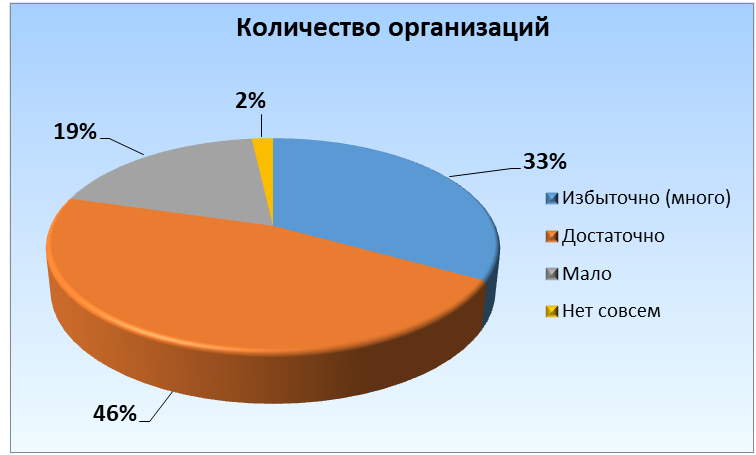 Количество организаций
2%
19%
33%
46%
Избыточно (много)
Достаточно
Мало
Нет совсем